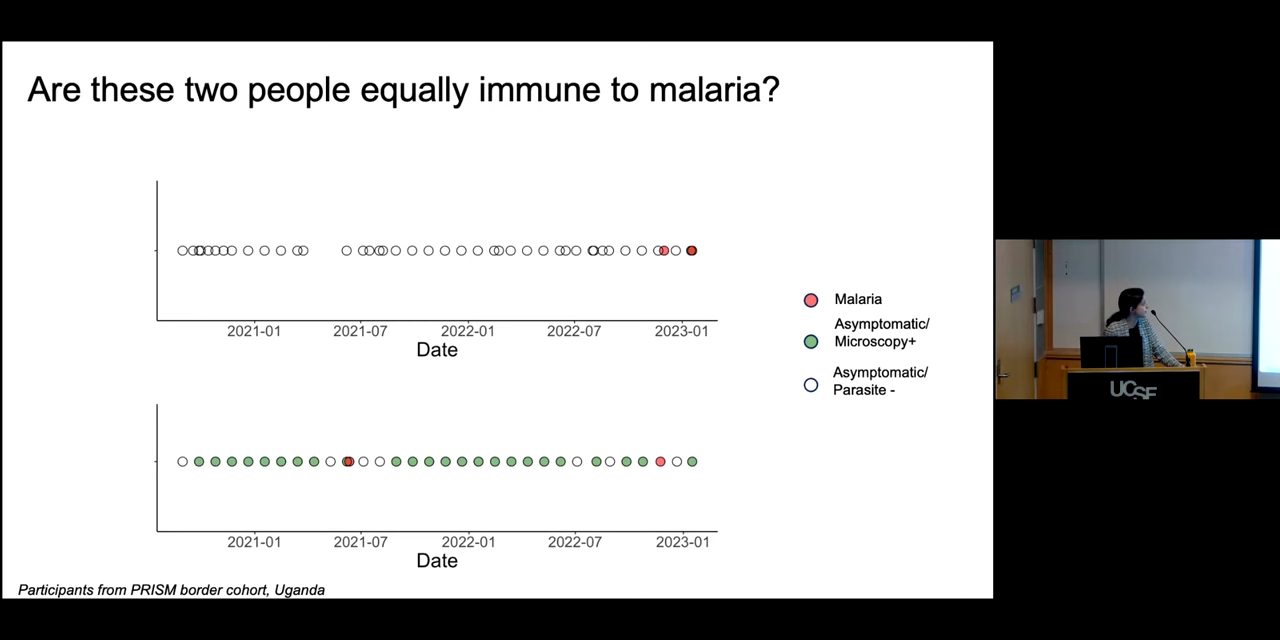 Are these two people equally immune to malaria?
2021-01 2021-07 2022-01 2022-07 2023-01
Date
Malaria
Asymptomatic/
Microscopy+
Asymptomatic/
Parasite -
2021-01 2021-07 2022-01 2022-07 2023-01
Date
Participants from PRISM border cohort, Uganda
UCSF